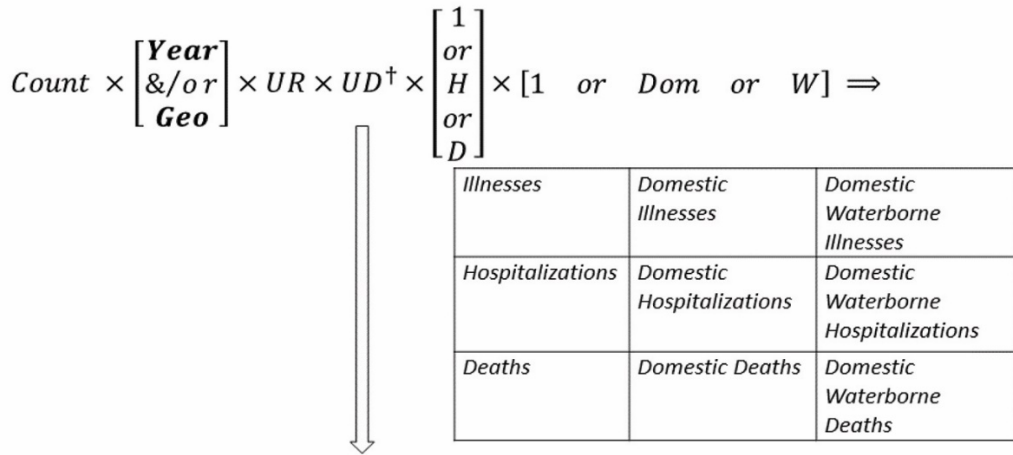 Count × [Year &/or Geo] × UR × UD† × [1 or H or D] × [1 or Dom or W] ⟹
Illnesses
Domestic
Illnesses
Domestic
Waterborne
Illnesses
Hospitalizations
Domestic
Hospitalizations
Domestic
Waterborne
Hospitalizations
Deaths
Domestic Deaths
Domestic
Waterborne
Deaths